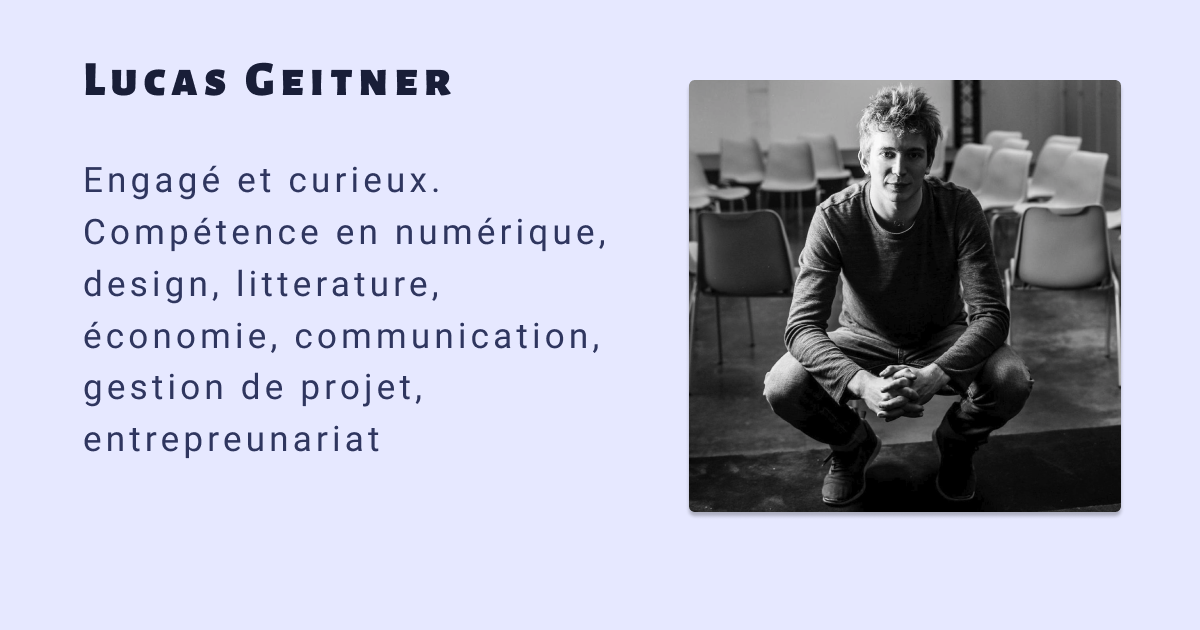 Lucas Geitner
Engagé et curieux.
Compétence en numérique,
design, litterature,
économie, communication,
gestion de projet,
entrepreunariat